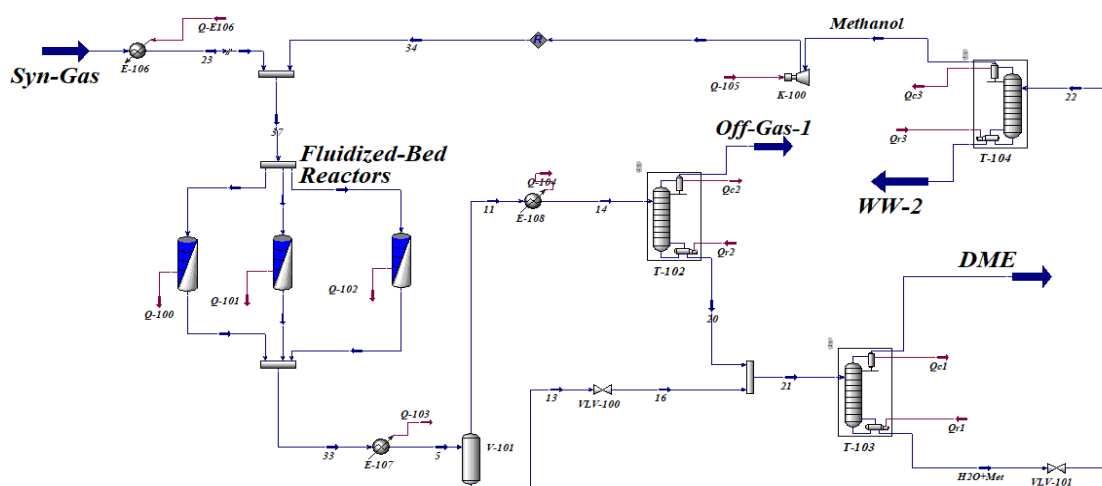 Syn-Gas
Q-E106
E-106
23
34
R
Methanol
Q-105
K-100
Qc3
Qr3
T-104
22
WW-2
37
Fluidized-Bed
Reactors
Off-Gas-1
Q-104
11
E-108
14
Qc2
Qr2
T-102
Q-100
Q-101
Q-102
DME
20
13
VLV-100
16
21
Qc1
Qr1
T-103
33
Q-103
E-107
5
V-101
H2O+Met
VLV-101